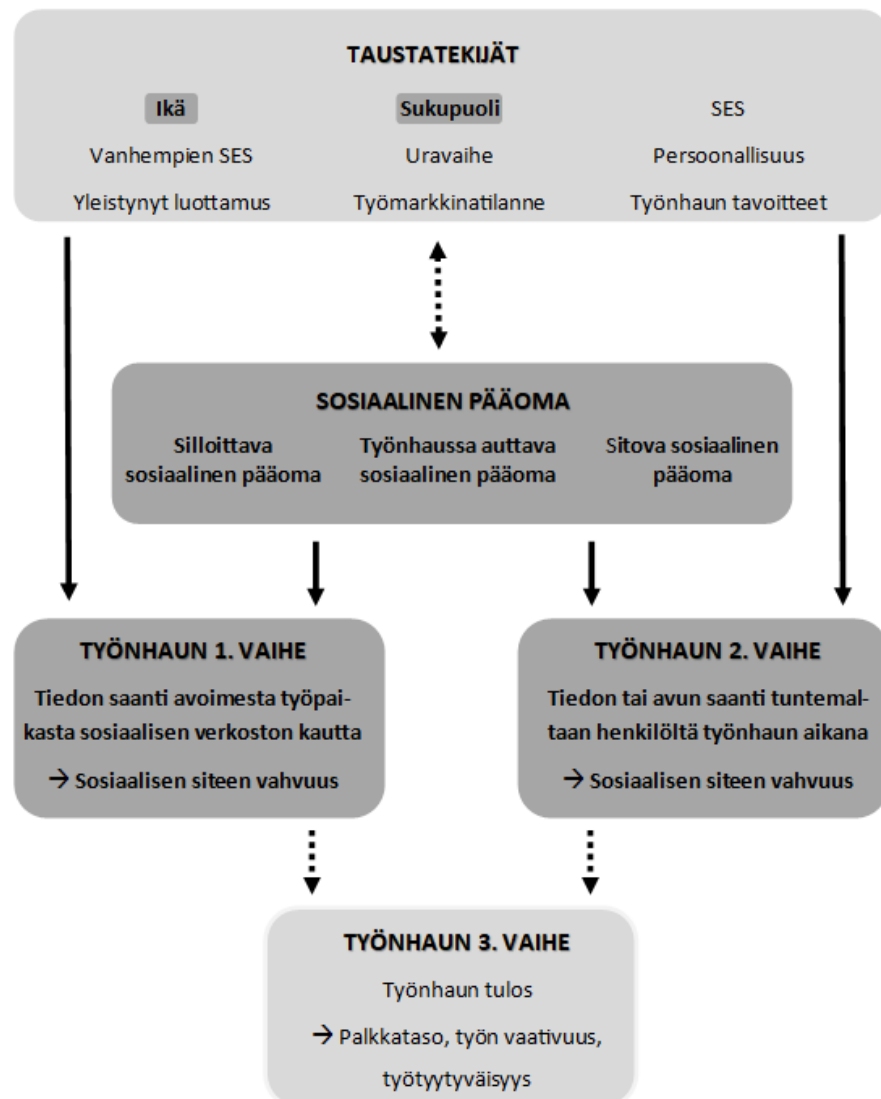 TAUSTATEKIJÄT
Ikä Sukupuoli SES
Vanhempien SES Uravaihe Persoonallisuus
Yleistynyt luottamus Työmarkkinatilanne Työnhaun tavoitteet
SOSIAALINEN PÄÄOMA
Silloittava Työnhaussa auttava Sitova sosiaalinen
sosiaalinen pääoma sosiaalinen pääoma pääoma
TYÖNHAUN 1. VAIHE
Tiedon saanti avoimesta työpai-
kasta sosiaalisen verkoston kautta
→ Sosiaalisen siteen vahvuus
TYÖNHAUN 2. VAIHE
Tiedon tai avun saanti tuntemal-
taan henkilöltä työnhaun aikana
→ Sosiaalisen siteen vahvuus
TYÖNHAUN 3. VAIHE
Työnhaun tulos
→ Palkkataso, työn vaativuus,
työtyytyväisyys